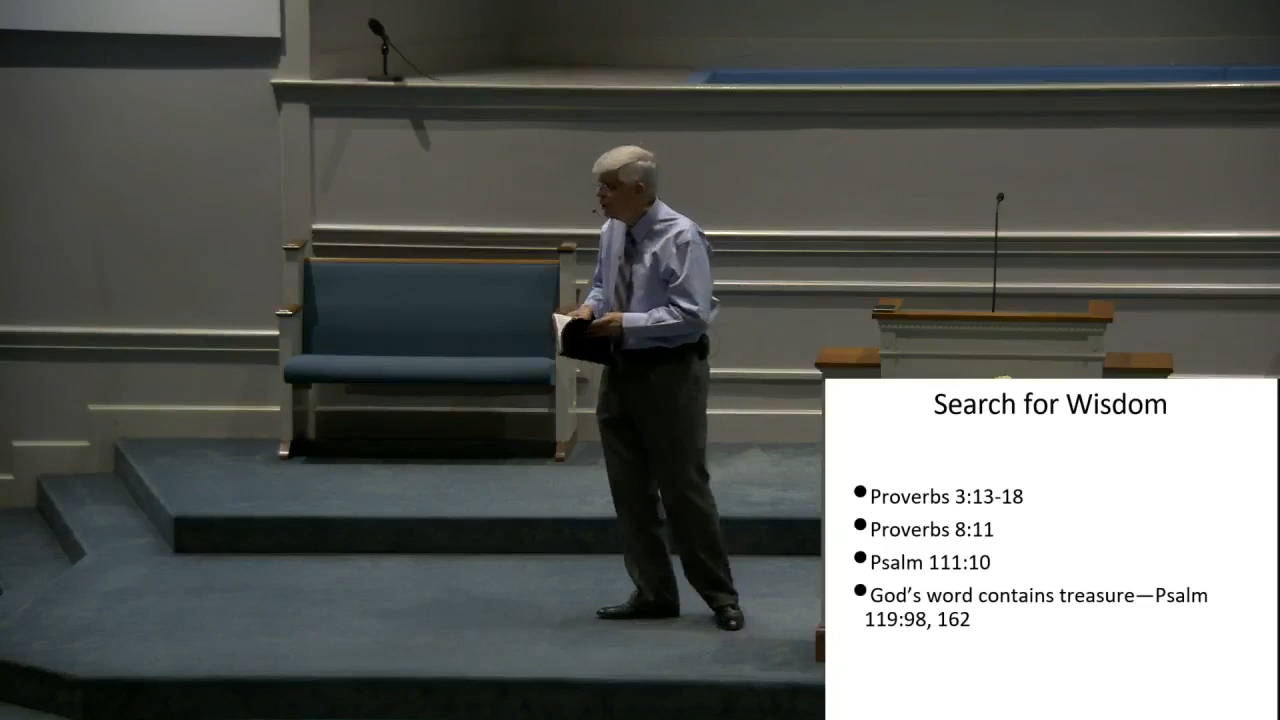 Search for Wisdom
● Proverbs 3:13-18
● Proverbs 8:11
● Psalm 111:10
● God’s word contains treasure—Psalm
119:98, 162